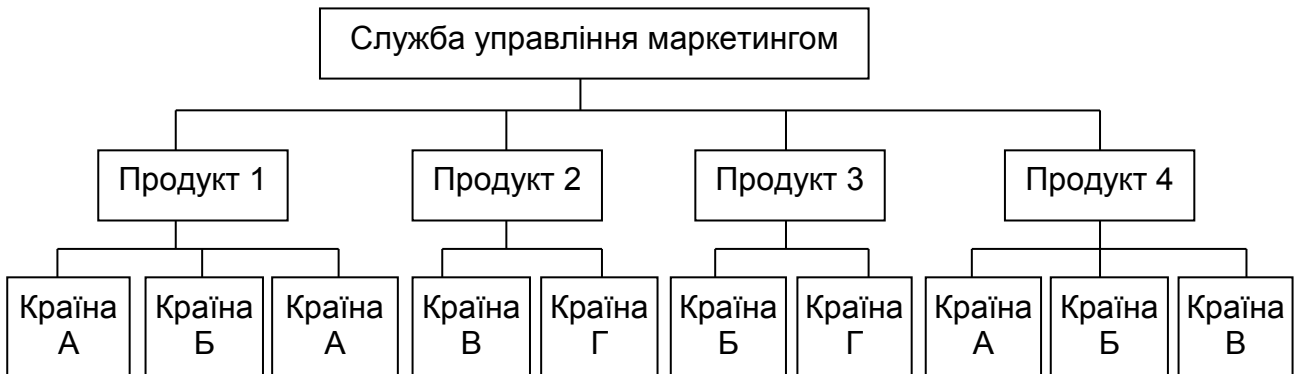 Служба управління маркетингом
Продукт 1
Продукт 2
Продукт 3
Продукт 4
Країна
А
Країна
Б
Країна
А
Країна
В
Країна
Г
Країна
Б
Країна
Г
Країна
А
Країна
Б
Країна
В